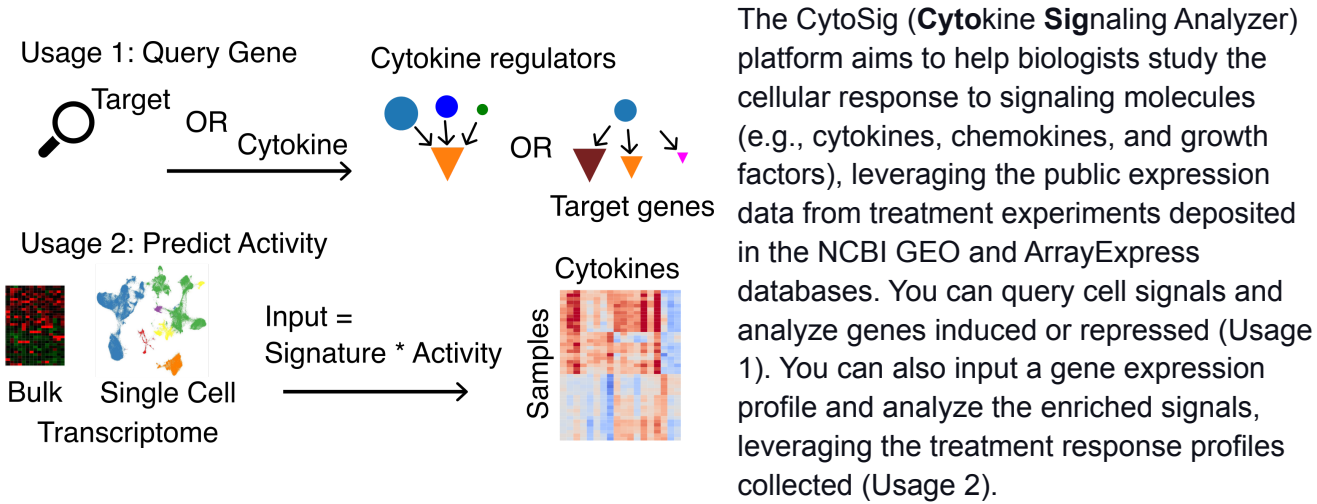 Usage 1: Query Gene
Target
OR
Cytokine
Cytokine regulators
OR
Target genes
Usage 2: Predict Activity
Bulk
Single Cell
Transcriptome
Input =
Signature * Activity
Cytokines
Samples
The CytoSig (Cytokine Signaling Analyzer)
platform aims to help biologists study the
cellular response to signaling molecules
(e.g., cytokines, chemokines, and growth
factors), leveraging the public expression
data from treatment experiments deposited
in the NCBI GEO and ArrayExpress
databases. You can query cell signals and
analyze genes induced or repressed (Usage
1). You can also input a gene expression
profile and analyze the enriched signals,
leveraging the treatment response profiles
collected (Usage 2).